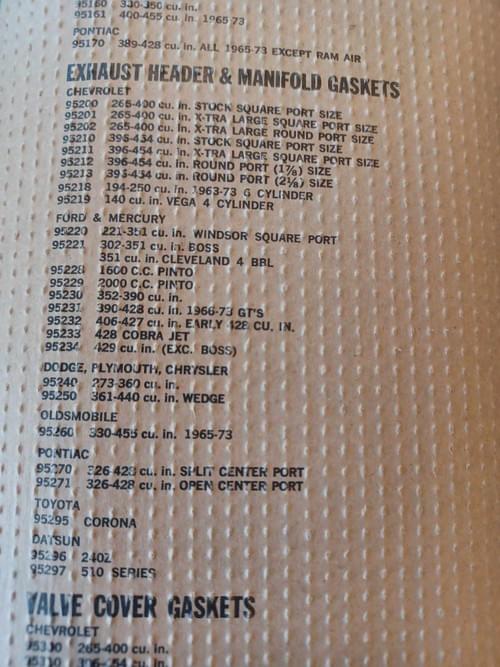 95160 330-350 cu. in.
95161 400-455 cu. in. 1965-73
PONTIAC
95170 389-428 cu. in. ALL 1965-73 EXCEPT RAM AIR
EXHAUST HEADER & MANIFOLD GASKETS
CHEVROLET
95200 265-400 cu. in. STOCK SQUARE PORT SIZE
95201 265-400 cu. in. X-TRA LARGE SQUARE PORT SIZE
95202 265-400 cu. in. X-TRA LARGE ROUND PORT SIZE
95210 396-454 cu. in. STOCK SQUARE PORT SIZE
95211 396-454 cu. in. X-TRA LARGE SQUARE PORT SIZE
95212 396-454 cu. in. ROUND PORT (1⅞) SIZE
95213 396-454 cu. in. ROUND PORT (2⅛) SIZE
95218 194-250 cu. in. 1963-73 6 CYLINDER
95219 140 cu. in. VEGA 4 CYLINDER
FORD & MERCURY
95220 221-351 cu. in. WINDSOR SQUARE PORT
95221 302-351 cu. in. BOSS
351 cu. in. CLEVELAND 4 BBL
95228 1600 C.C. PINTO
95229 2000 C.C. PINTO
95230 352-390 cu. in.
95231 390-428 cu. in. 1966-73 GT'S
95232 406-427 cu. in. EARLY 428 CU. IN.
95233 428 COBRA JET
95234 429 cu. in. (EXC. BOSS)
DODGE, PLYMOUTH, CHRYSLER
95240 273-360 cu. in.
95250 361-440 cu. in. WEDGE
OLDSMOBILE
95260 330-455 cu. in. 1965-73
PONTIAC
95270 326-428 cu. in. SPLIT CENTER PORT
95271 326-428 cu. in. OPEN CENTER PORT
TOYOTA
95295 CORONA
DATSUN
95296 240Z
95297 510 SERIES
VALVE COVER GASKETS
CHEVROLET
95300 265-400 cu. in.
95310 396-454 cu. in.